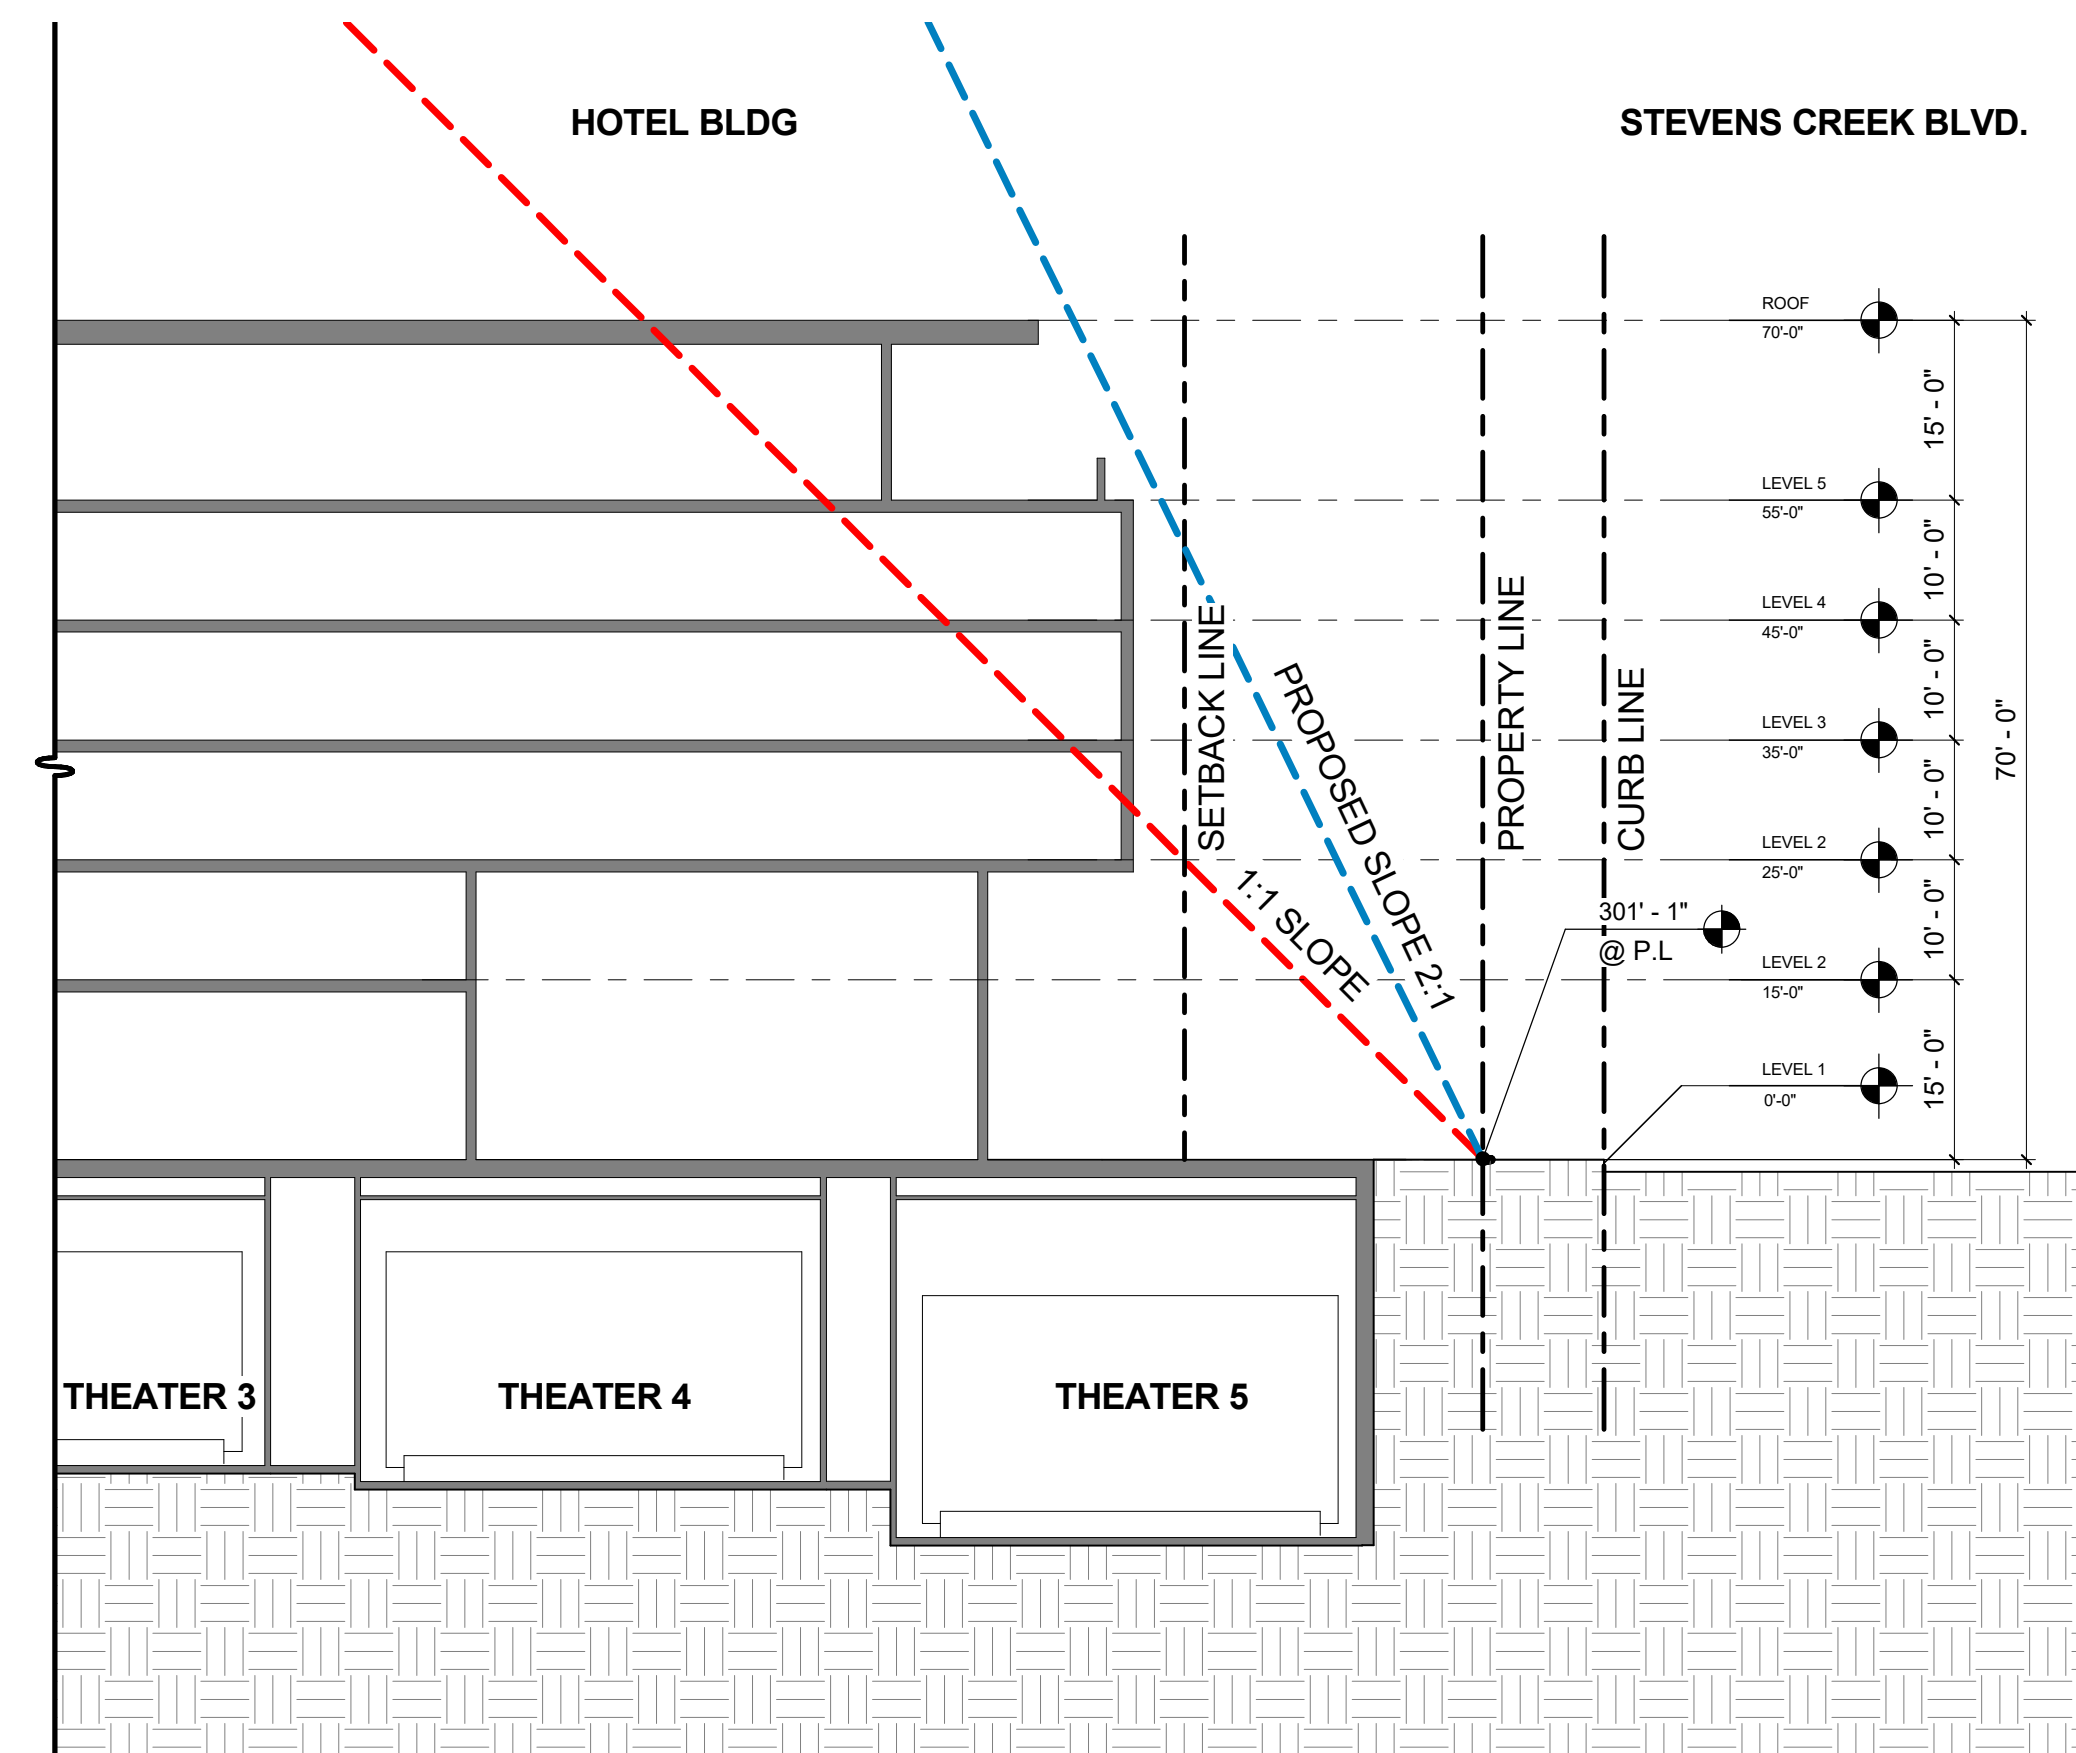 HOTEL BLDG
STEVENS CREEK BLVD.
ROOF
70'-0"
15' - 0"
LEVEL 5
55'-0"
10' - 0"
LEVEL 4
45'-0"
10' - 0"
LEVEL 3
35'-0"
10' - 0"
LEVEL 2
25'-0"
10' - 0"
LEVEL 2
15'-0"
15' - 0"
LEVEL 1
0'-0"
70' - 0"
SETBACK LINE
PROPOSED SLOPE 2:1
1:1 SLOPE
PROPERTY LINE
CURB LINE
301' - 1"
@ P.L
THEATER 3
THEATER 4
THEATER 5